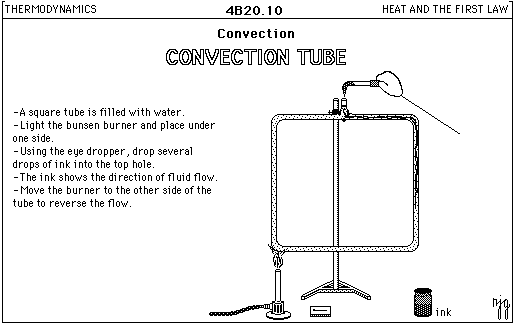 THERMODYNAMICS 4B20.10 HEAT AND THE FIRST LAW
Convection
CONVECTION TUBE
-A square tube is filled with water.
-Light the bunsen burner and place under
one side.
-Using the eye dropper, drop several
drops of ink into the top hole.
-The ink shows the direction of fluid flow.
-Move the burner to the other side of the
tube to reverse the flow.
ink